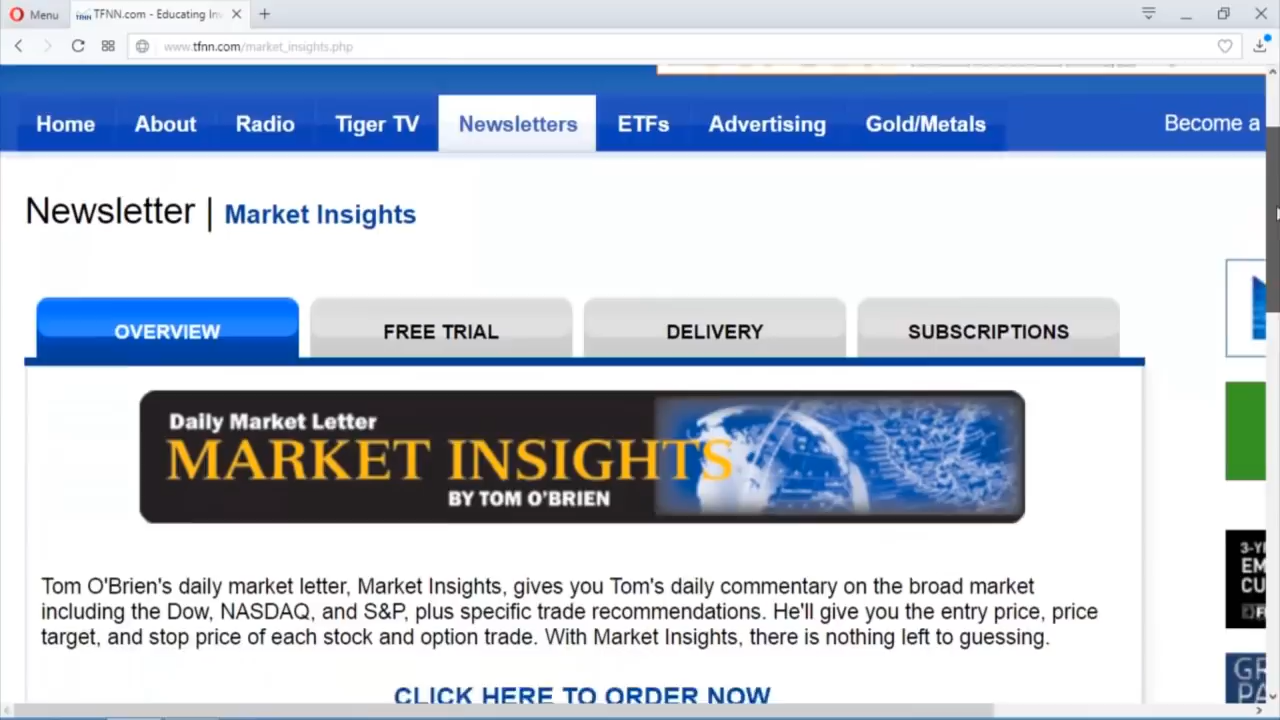 Menu
TFNN.com - Educating In
www.tfnn.com/market_insights.php
Home About Radio Tiger TV Newsletters ETFs Advertising Gold/Metals Become a
Newsletter | Market Insights
OVERVIEW FREE TRIAL DELIVERY SUBSCRIPTIONS
Daily Market Letter
MARKET INSIGHTS
BY TOM O'BRIEN
Tom O'Brien's daily market letter, Market Insights, gives you Tom's daily commentary on the broad market
including the Dow, NASDAQ, and S&P, plus specific trade recommendations. He'll give you the entry price, price
target, and stop price of each stock and option trade. With Market Insights, there is nothing left to guessing.
CLICK HERE TO ORDER NOW
3-Y
EM
CU
GR
PA